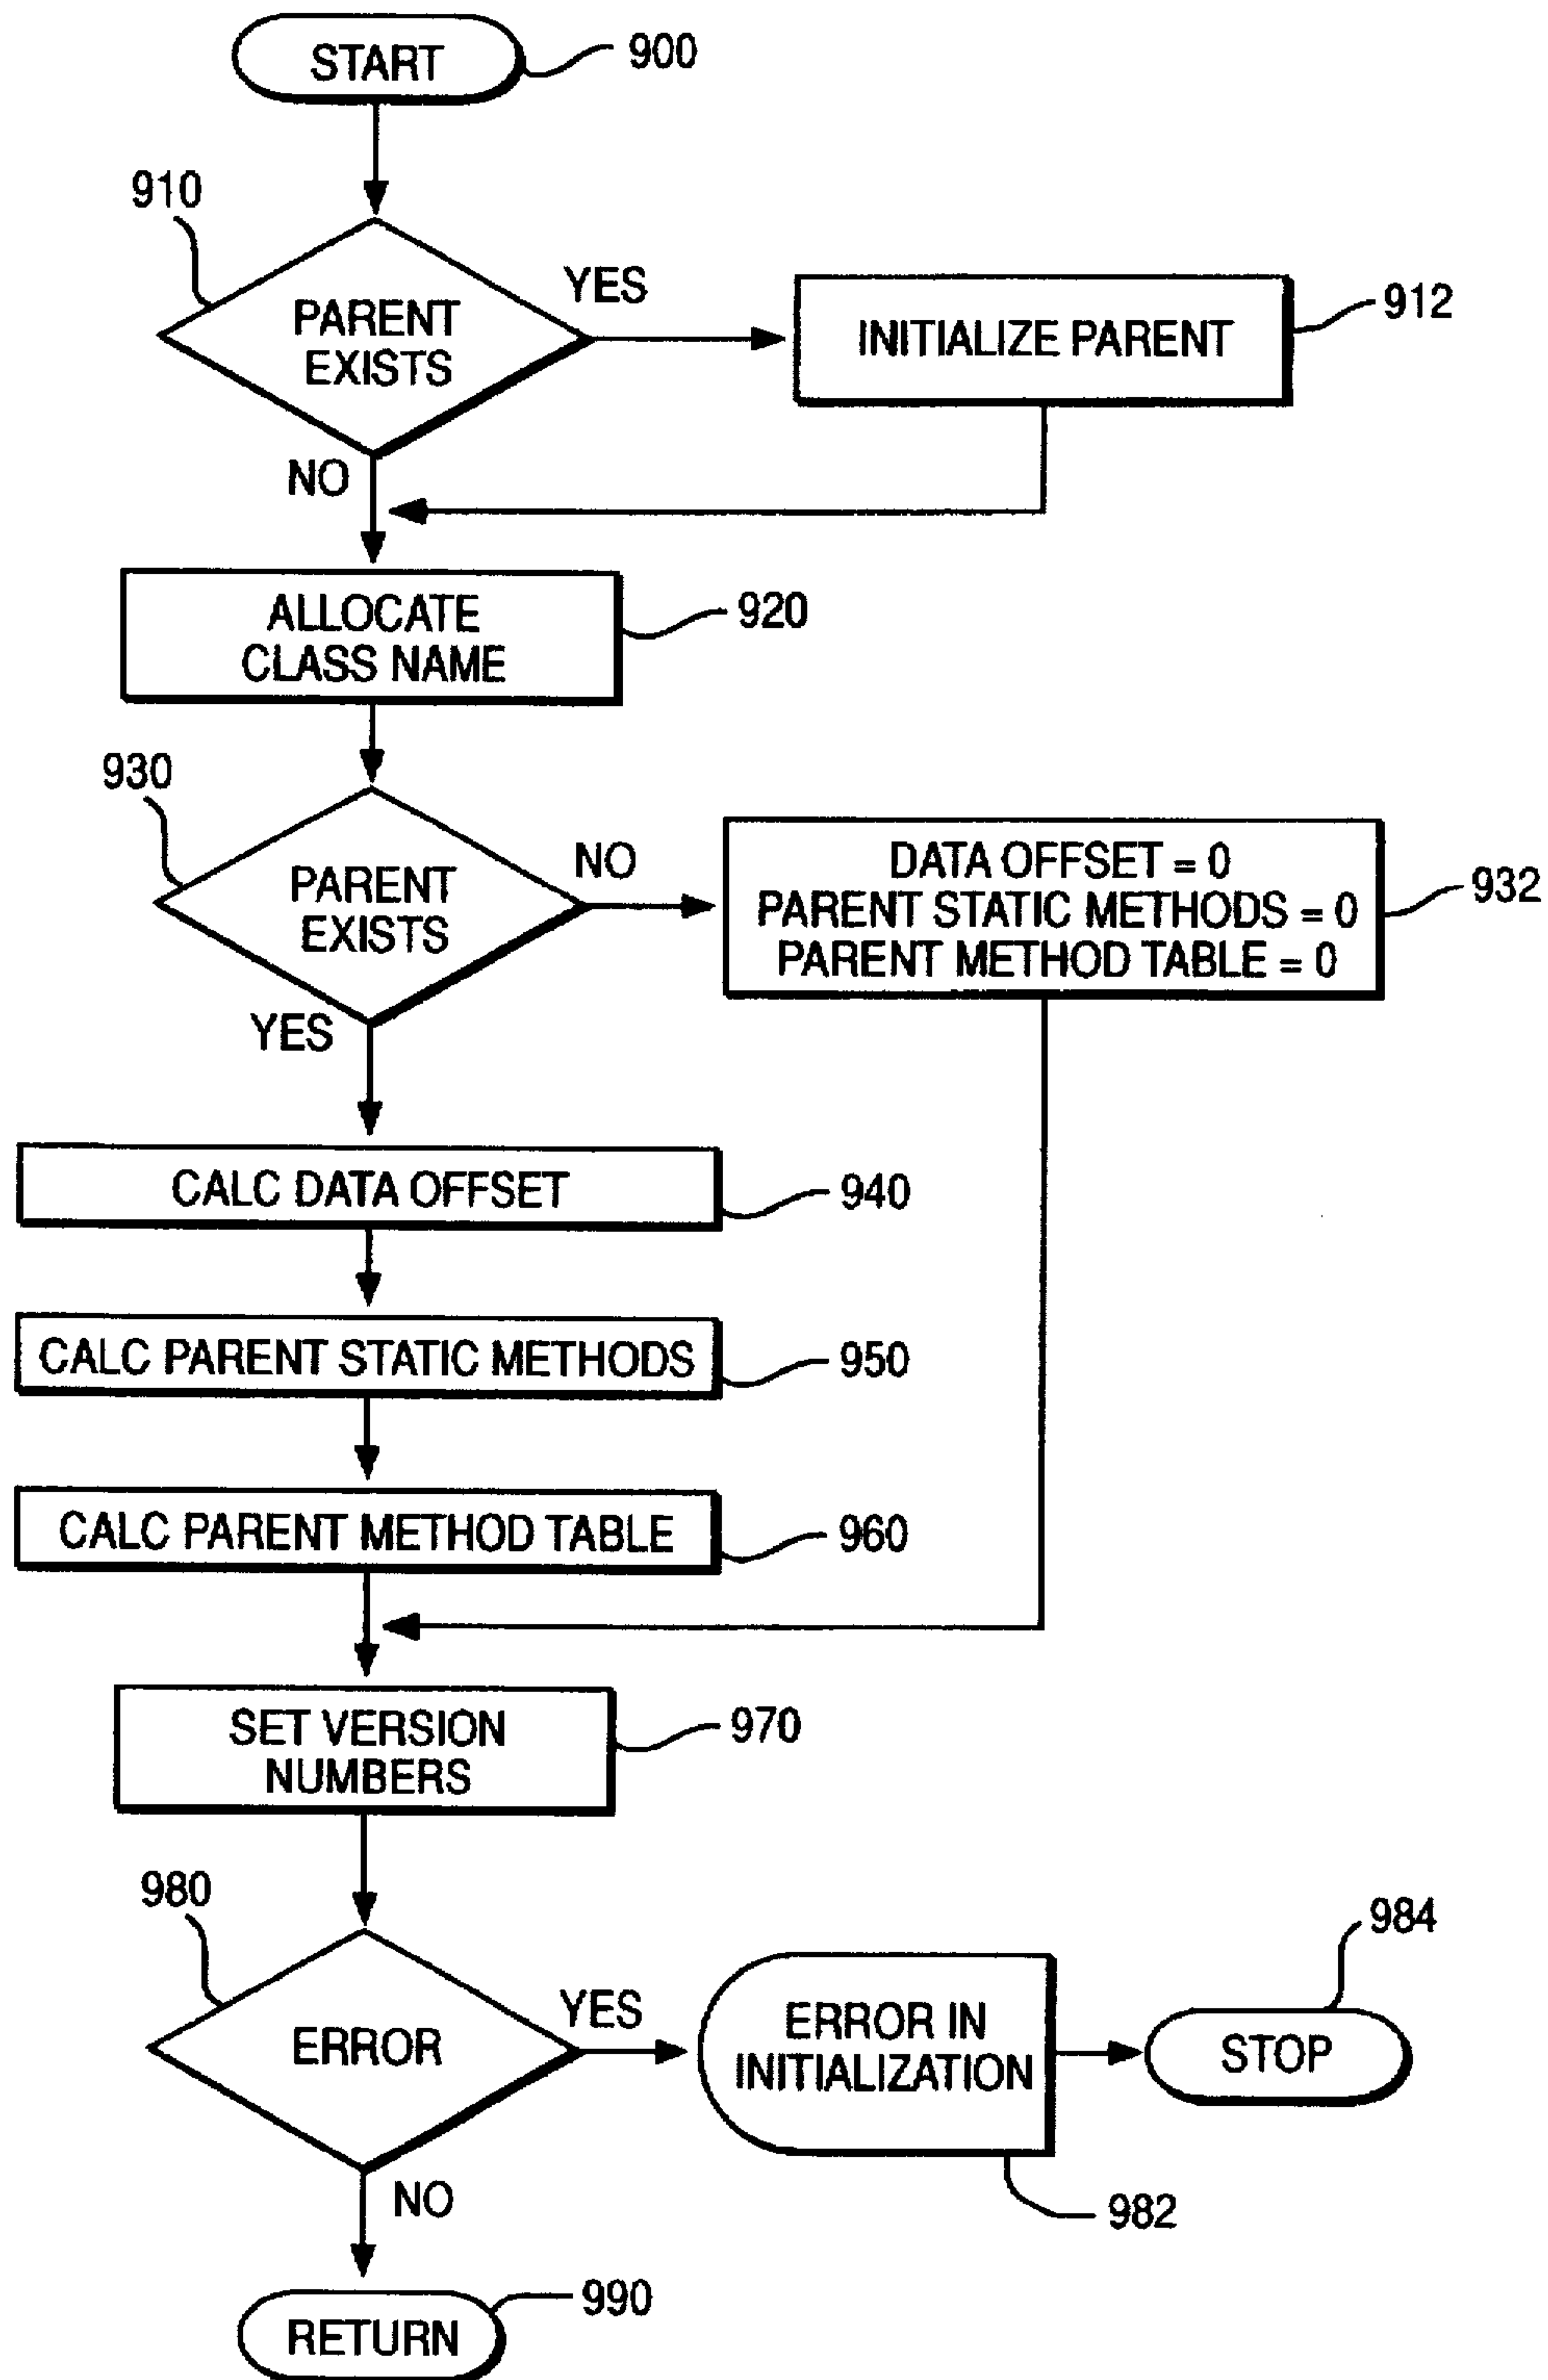 START
900
910
PARENT
EXISTS
YES
INITIALIZE PARENT
912
NO
ALLOCATE
CLASS NAME
920
930
PARENT
EXISTS
NO
DATA OFFSET = 0
PARENT STATIC METHODS = 0
PARENT METHOD TABLE = 0
932
YES
CALC DATA OFFSET
940
CALC PARENT STATIC METHODS
950
CALC PARENT METHOD TABLE
960
SET VERSION
NUMBERS
970
980
ERROR
YES
ERROR IN
INITIALIZATION
982
STOP
984
NO
RETURN
990